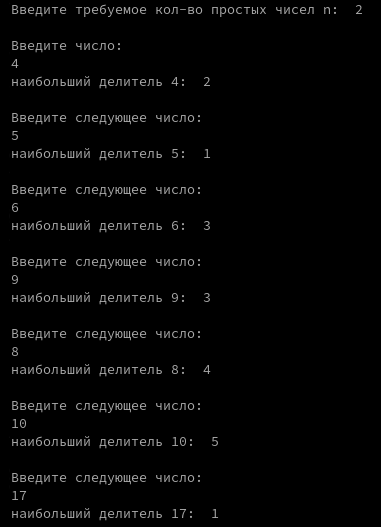 Введите требуемое кол-во простых чисел n:  2
Введите число:
4
наибольший делитель 4:  2
Введите следующее число:
5
наибольший делитель 5:  1
Введите следующее число:
6
наибольший делитель 6:  3
Введите следующее число:
9
наибольший делитель 9:  3
Введите следующее число:
8
наибольший делитель 8:  4
Введите следующее число:
10
наибольший делитель 10:  5
Введите следующее число:
17
наибольший делитель 17:  1